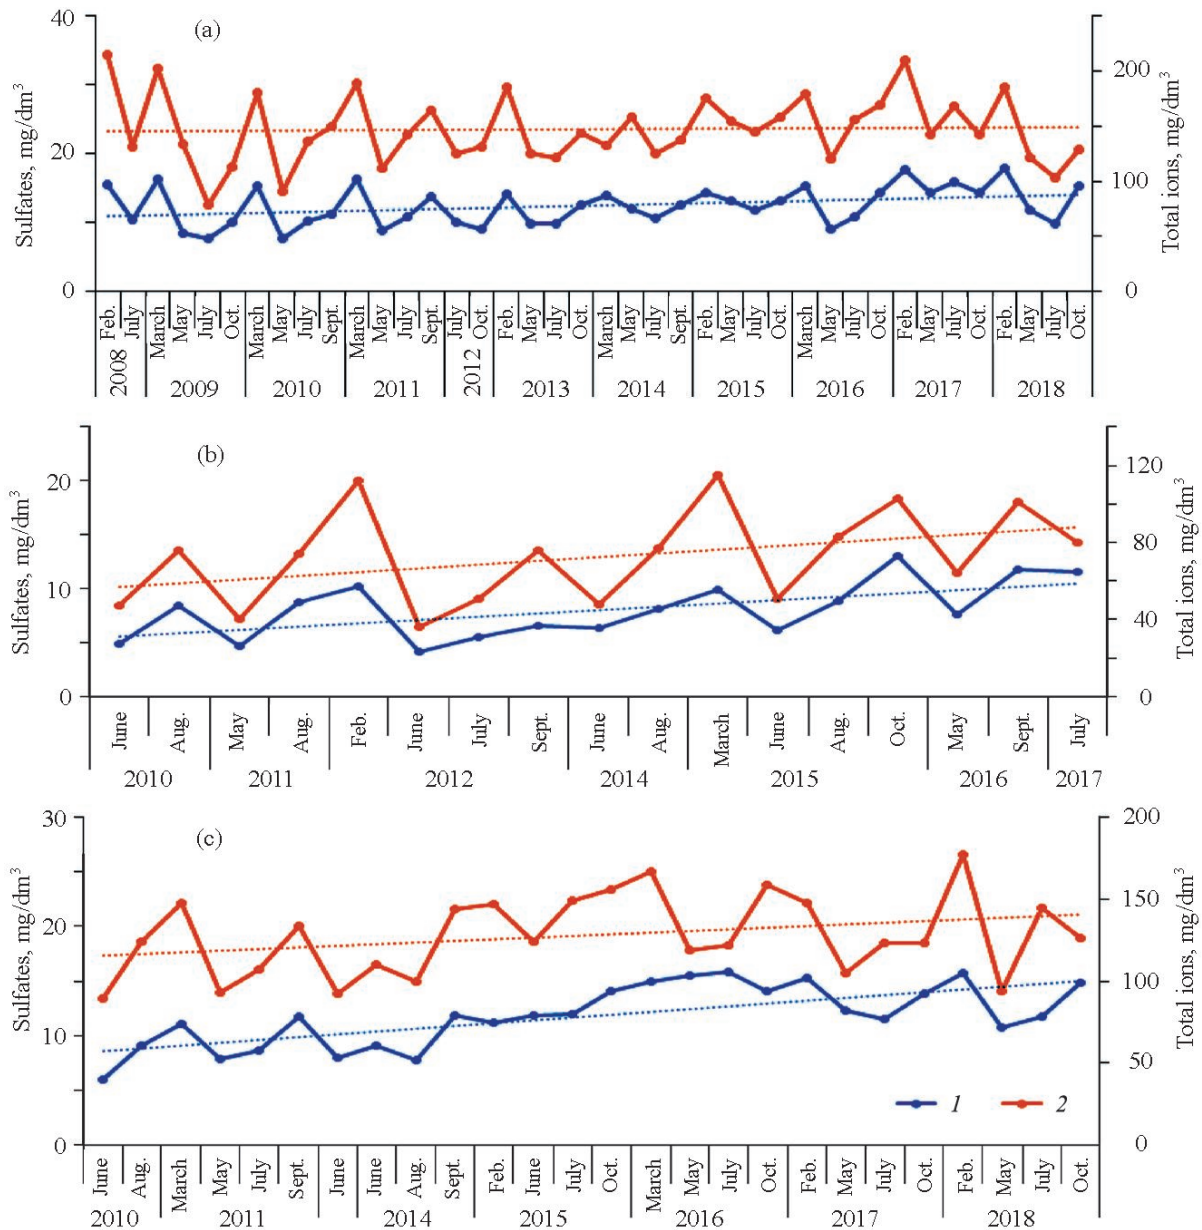 (a)
Sulfates, mg/dm³
40
20
0
Total ions, mg/dm³
200
100
0
Feb. July March May July Oct. March May July Sept. March May July Sept. July Oct. Feb. May July Oct. March May July Sept. Feb. May July Oct. March May July Oct. Feb. May July Oct. Feb. May July Oct.
2008 2009 2010 2011 2012 2013 2014 2015 2016 2017 2018
(b)
Sulfates, mg/dm³
20
10
0
Total ions, mg/dm³
120
80
40
0
June Aug. May Aug. Feb. June July Sept. June Aug. March June Aug. Oct. May Sept. July
2010 2011 2012 2014 2015 2016 2017
(c)
Sulfates, mg/dm³
30
20
10
0
Total ions, mg/dm³
200
150
100
50
0
1 2
June Aug. March May July Sept. June June Aug. Sept. Feb. June July Oct. March May July Oct. Feb. May July Oct. Feb. May July Oct.
2010 2011 2014 2015 2016 2017 2018